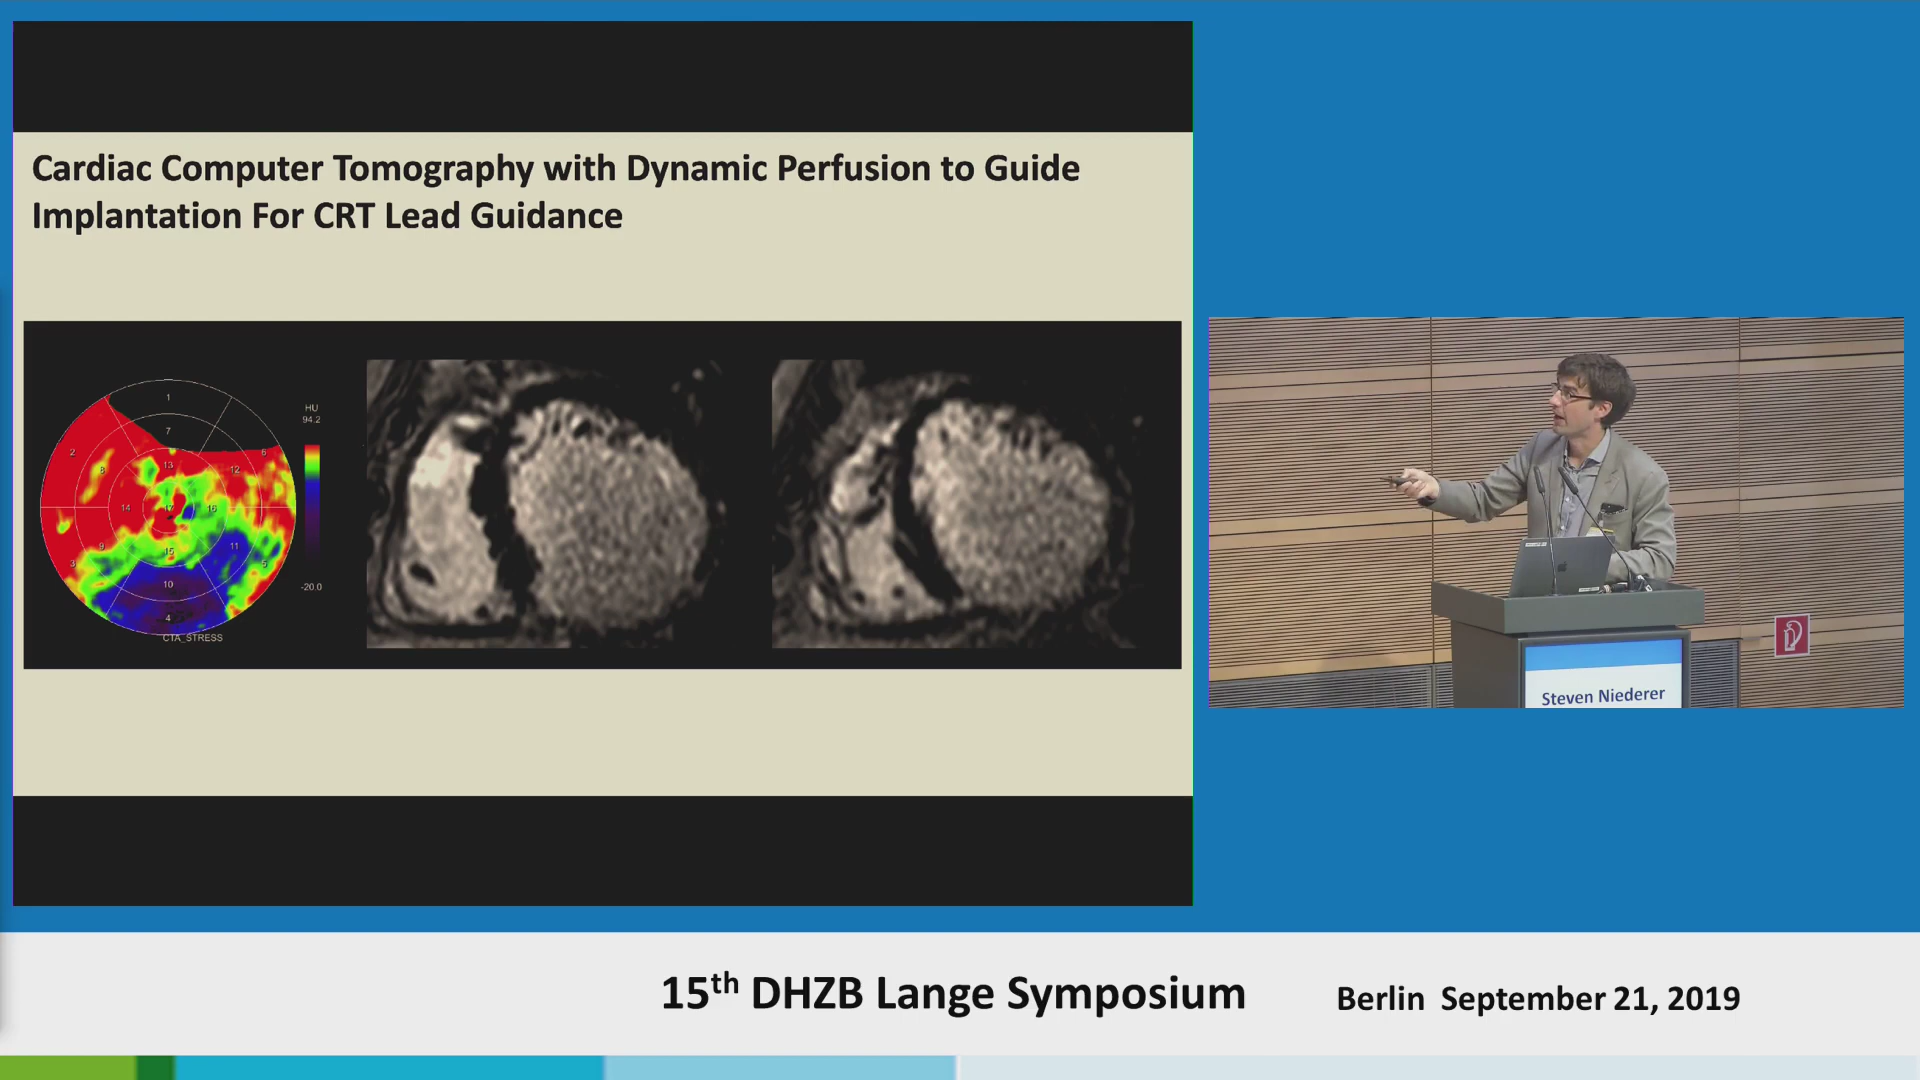 Cardiac Computer Tomography with Dynamic Perfusion to Guide
Implantation For CRT Lead Guidance
HU
94.2
-20.0
1
7
2
8
13
12
6
14
17
16
9
3
15
11
5
10
4
CTA_STRESS
Steven Niederer
15th DHZB Lange Symposium
Berlin September 21, 2019